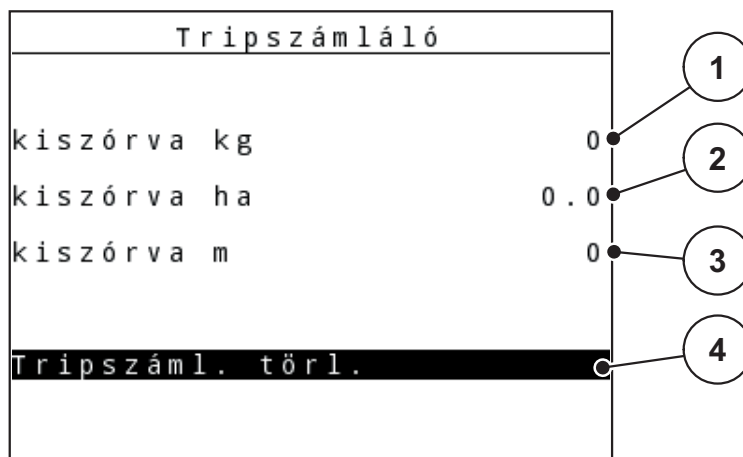 Tripszámláló
kiszórva kg 0
1
kiszórva ha 0.0
2
kiszórva m 0
3
Tripszáml. törl.
4